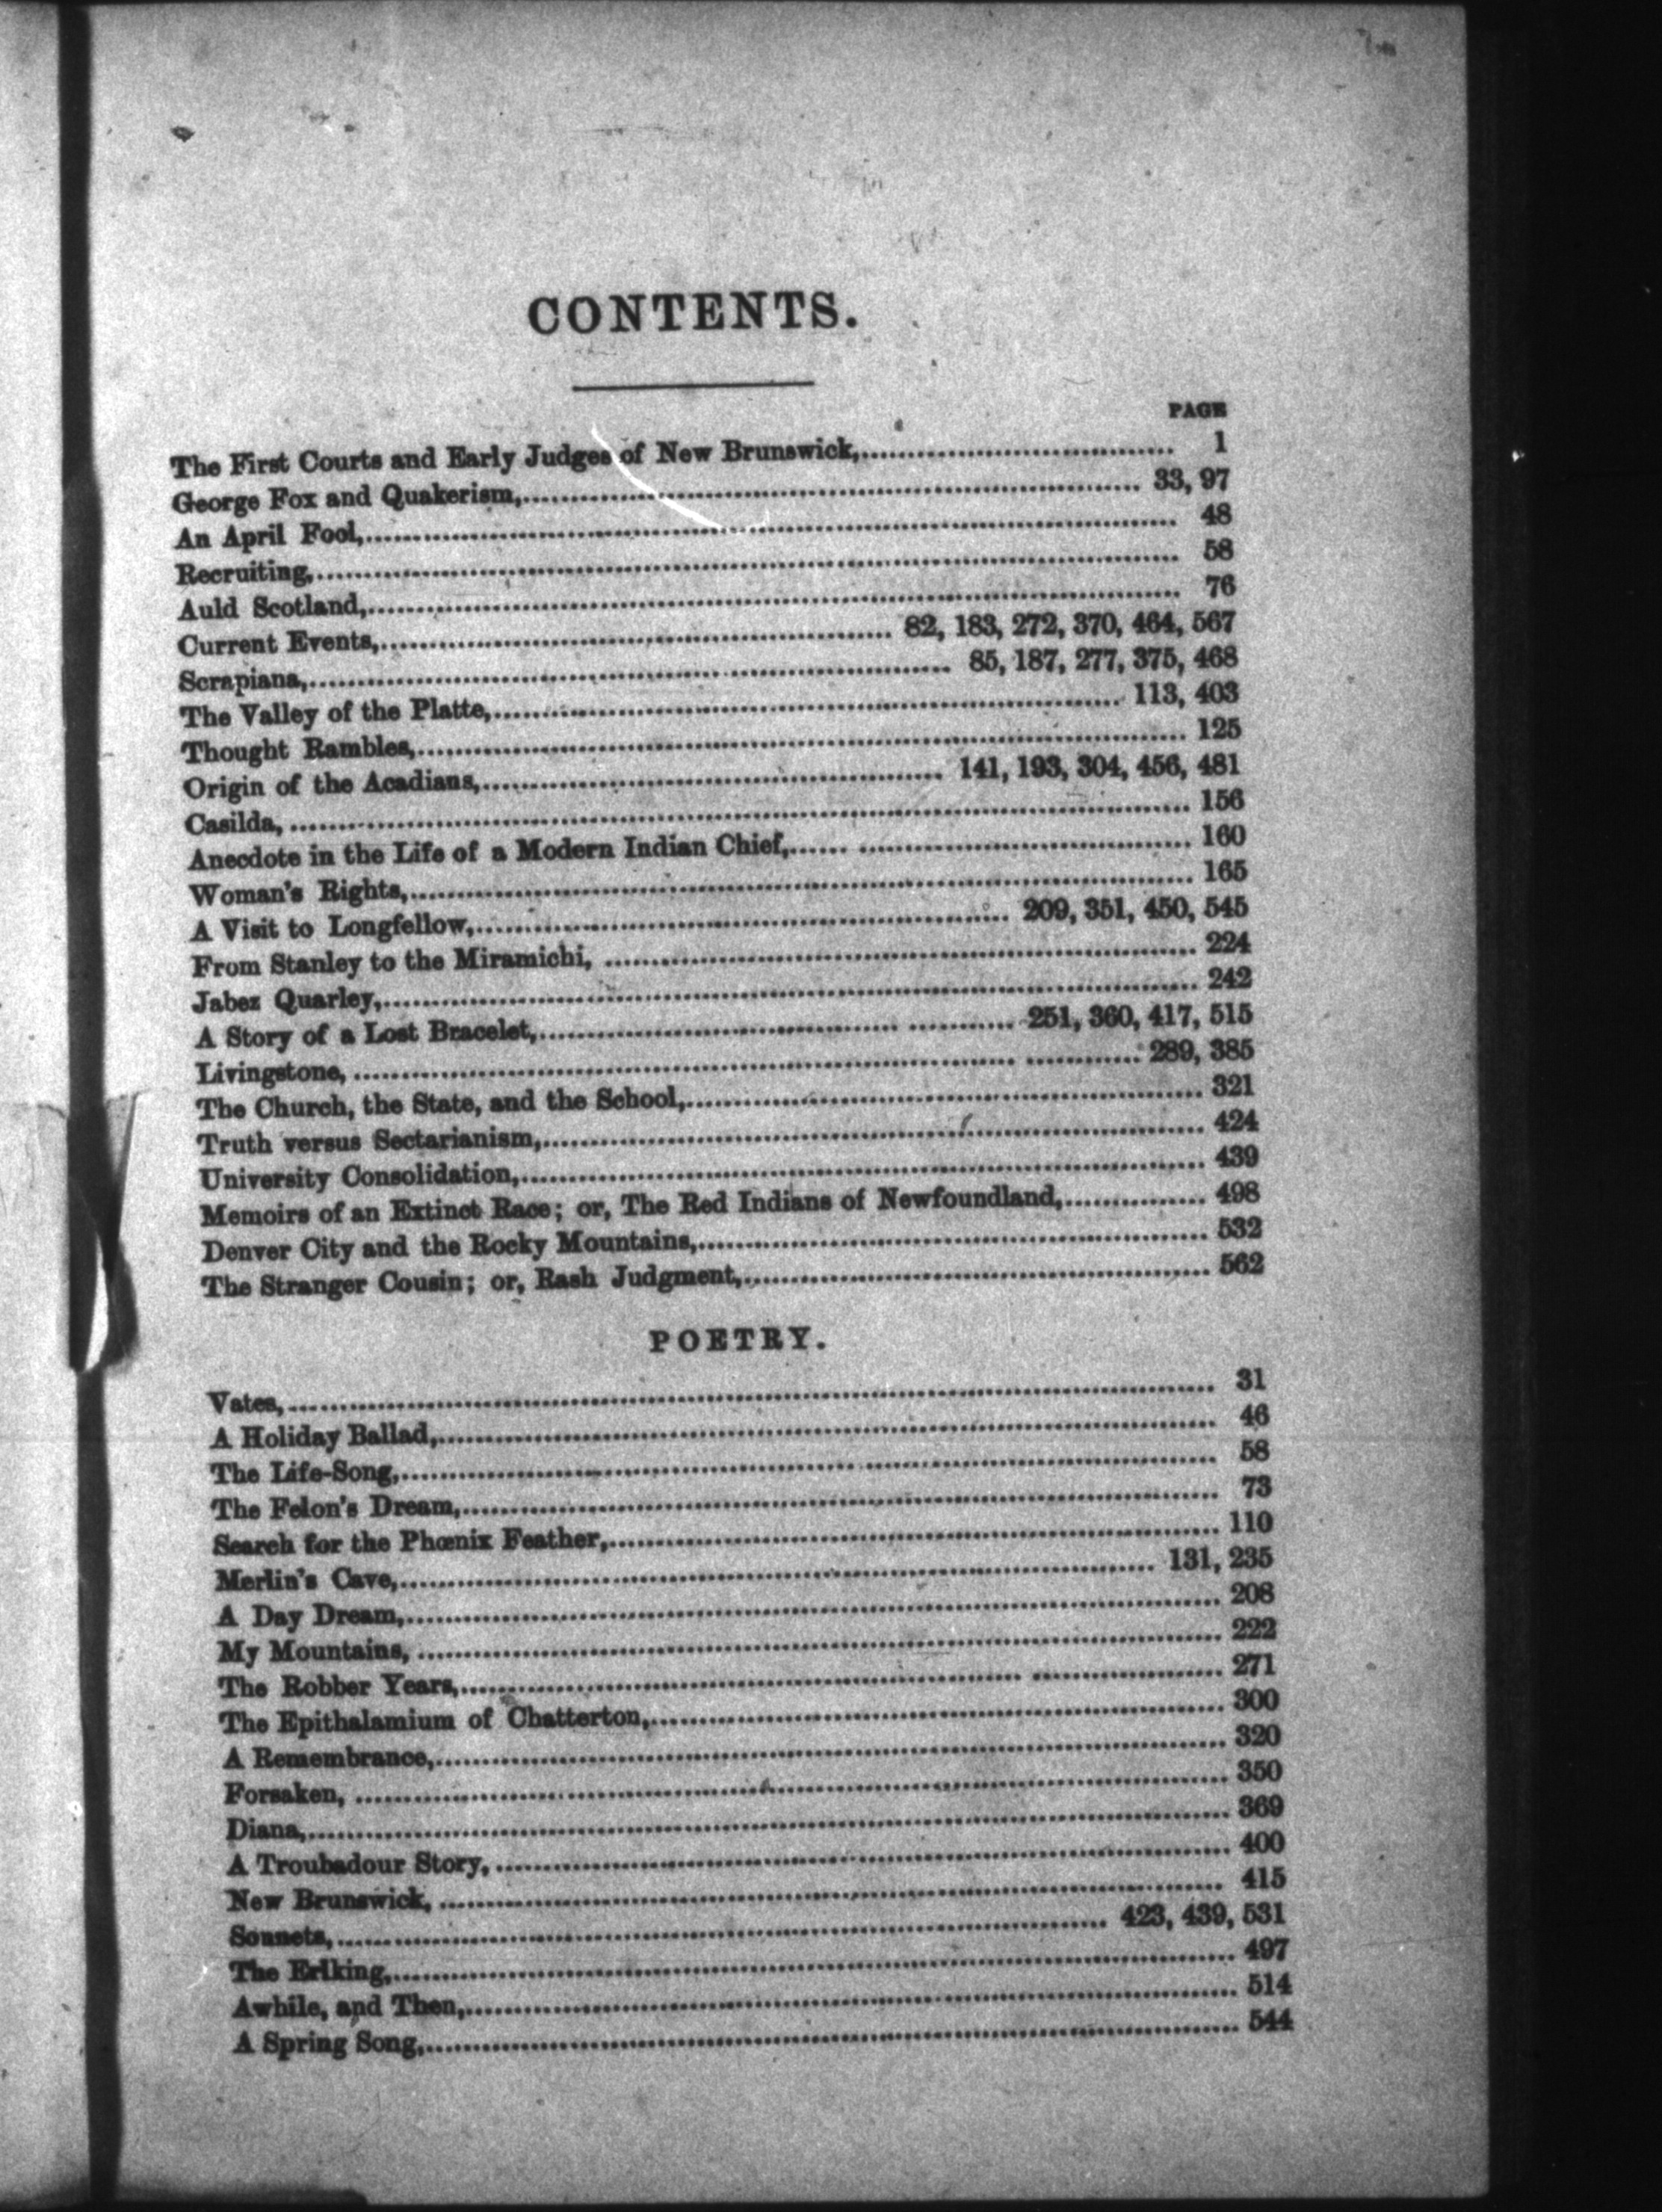 CONTENTS.
PAGE
The First Courts and Early Judges of New Brunswick,.................................. 1
George Fox and Quakerism,.................................. 33, 97
An April Fool,.................................. 48
Recruiting,.................................. 58
Auld Scotland,.................................. 76
Current Events,.................................. 82, 183, 272, 370, 464, 567
Scrapiana,.................................. 85, 187, 277, 375, 468
The Valley of the Platte,.................................. 113, 403
Thought Rambles,.................................. 125
Origin of the Acadians,.................................. 141, 193, 304, 456, 481
Casilda, .................................. 156
Anecdote in the Life of a Modern Indian Chief,.................................. 160
Woman's Rights,.................................. 165
A Visit to Longfellow,.................................. 209, 351, 450, 545
From Stanley to the Miramichi, .................................. 224
Jabez Quarley,.................................. 242
A Story of a Lost Bracelet,.................................. 251, 360, 417, 515
Livingstone, .................................. 289, 385
The Church, the State, and the School,.................................. 321
Truth versus Sectarianism,.................................. 424
University Consolidation,.................................. 439
Memoirs of an Extinct Race; or, The Red Indians of Newfoundland,............... 498
Denver City and the Rocky Mountains,.................................. 532
The Stranger Cousin; or, Rash Judgment,.................................. 562
POETRY.
Vates,.................................. 31
A Holiday Ballad,.................................. 46
The Life-Song,.................................. 58
The Felon's Dream,.................................. 73
Search for the Phœnix Feather,.................................. 110
Merlin's Cave,.................................. 131, 235
A Day Dream,.................................. 208
My Mountains, .................................. 222
The Robber Years,.................................. 271
The Epithalamium of Chatterton,.................................. 300
A Remembrance,.................................. 320
Forsaken, .................................. 350
Diana,.................................. 369
A Troubadour Story, .................................. 400
New Brunswick, .................................. 415
Sonnets,.................................. 423, 439, 531
The Erlking,.................................. 497
Awhile, and Then,.................................. 514
A Spring Song,.................................. 544